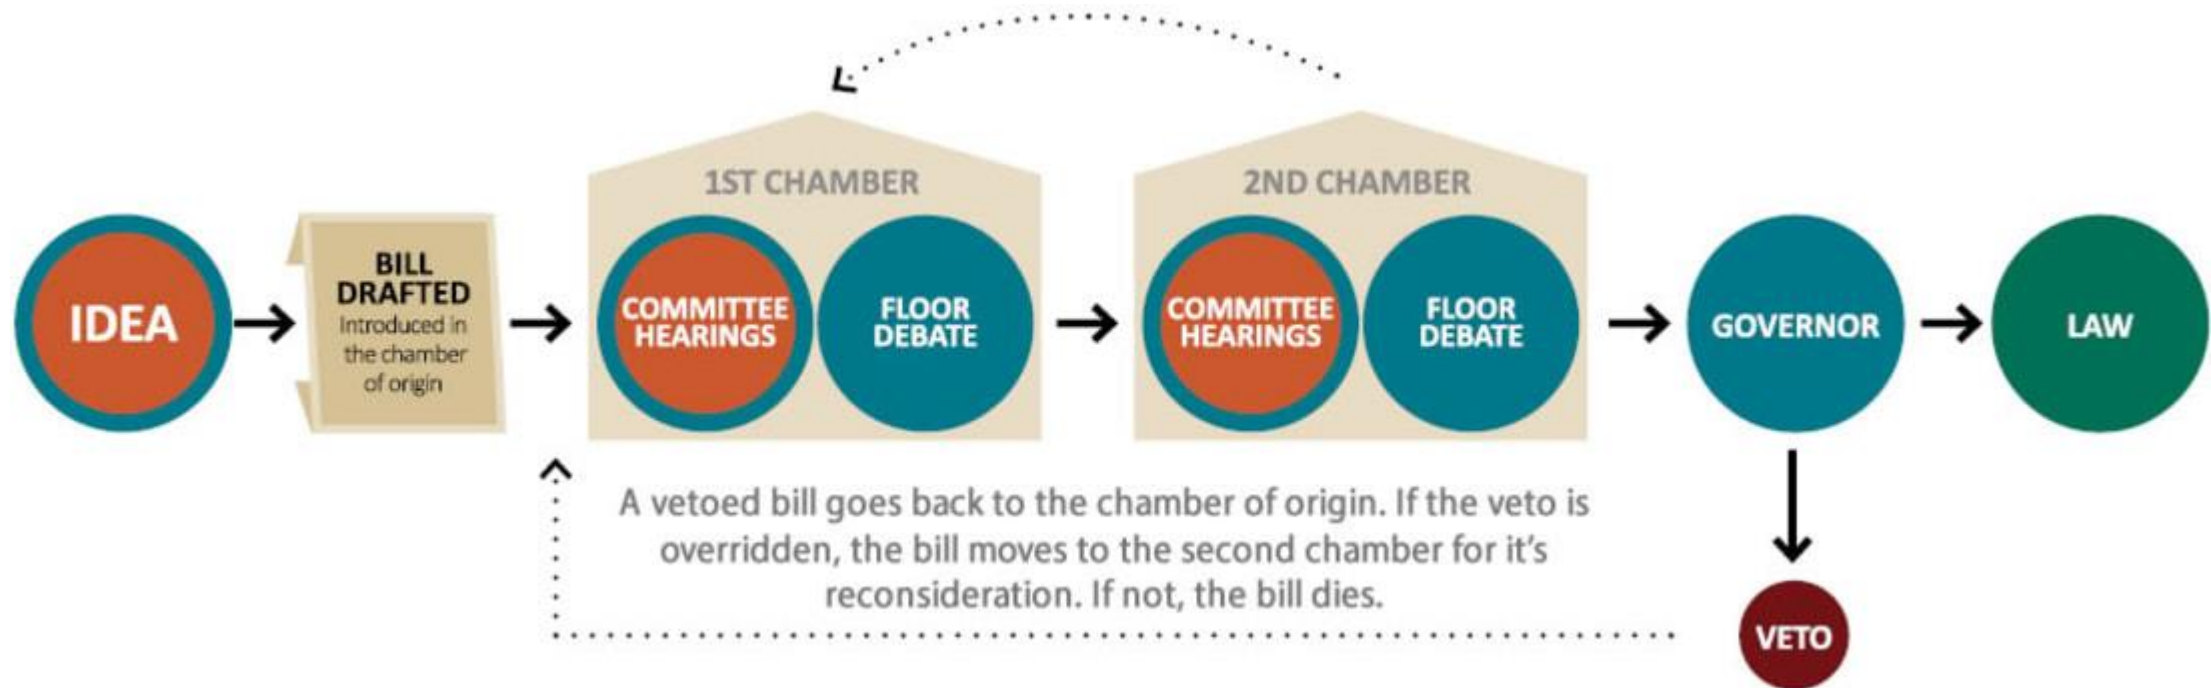 IDEA
BILL
DRAFTED
Introduced in
the chamber
of origin
1ST CHAMBER
COMMITTEE
HEARINGS
FLOOR
DEBATE
2ND CHAMBER
COMMITTEE
HEARINGS
FLOOR
DEBATE
GOVERNOR
LAW
A vetoed bill goes back to the chamber of origin. If the veto is
overridden, the bill moves to the second chamber for it's
reconsideration. If not, the bill dies.
VETO